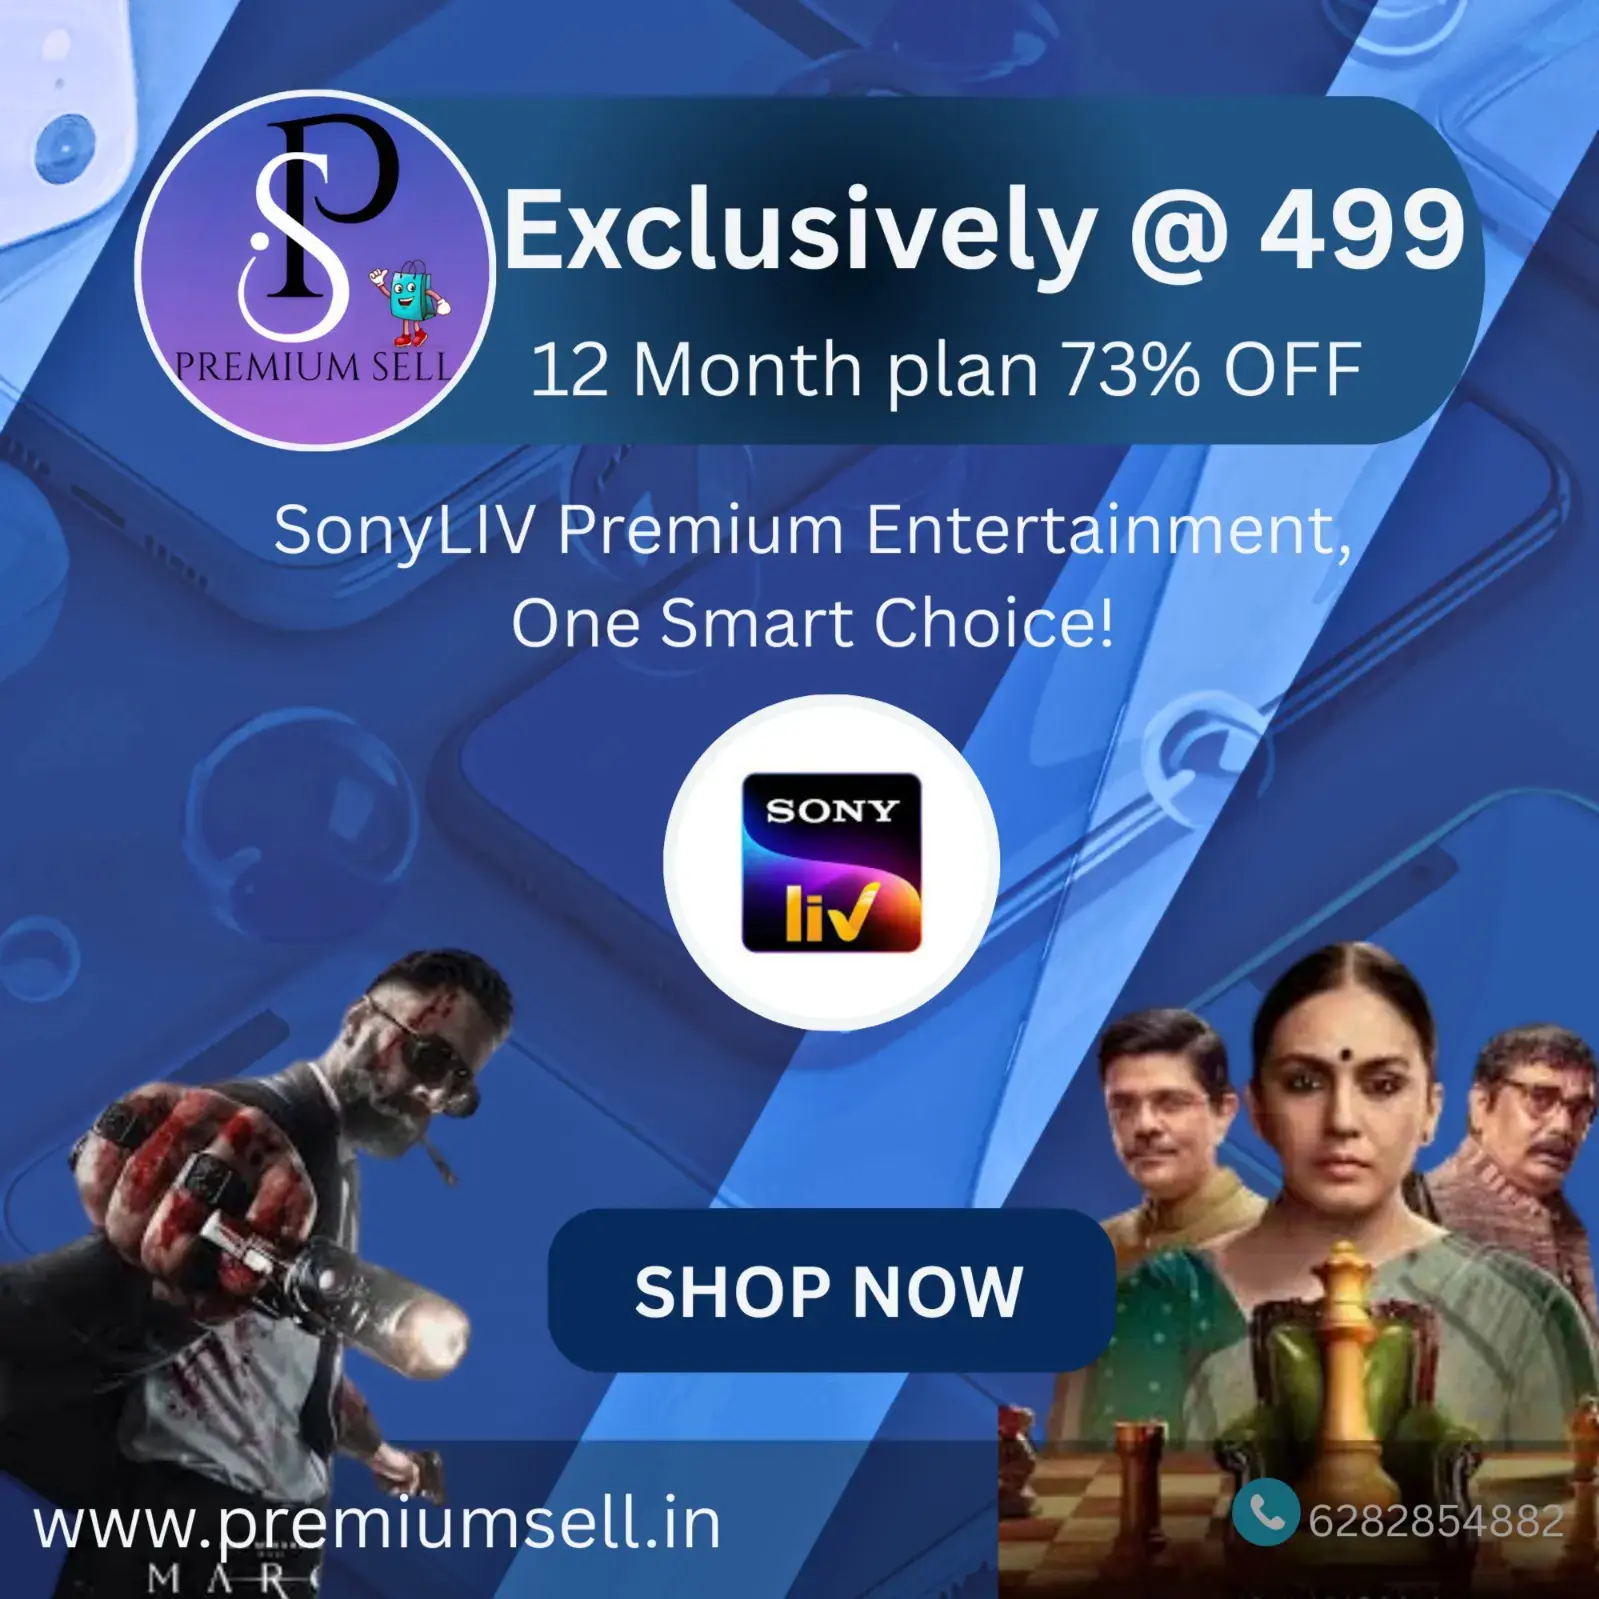 SP
PREMIUM SELL
Exclusively @ 499
12 Month plan 73% OFF
SonyLIV Premium Entertainment,
One Smart Choice!
SONY
liv
SHOP NOW
www.premiumsell.in
6282854882